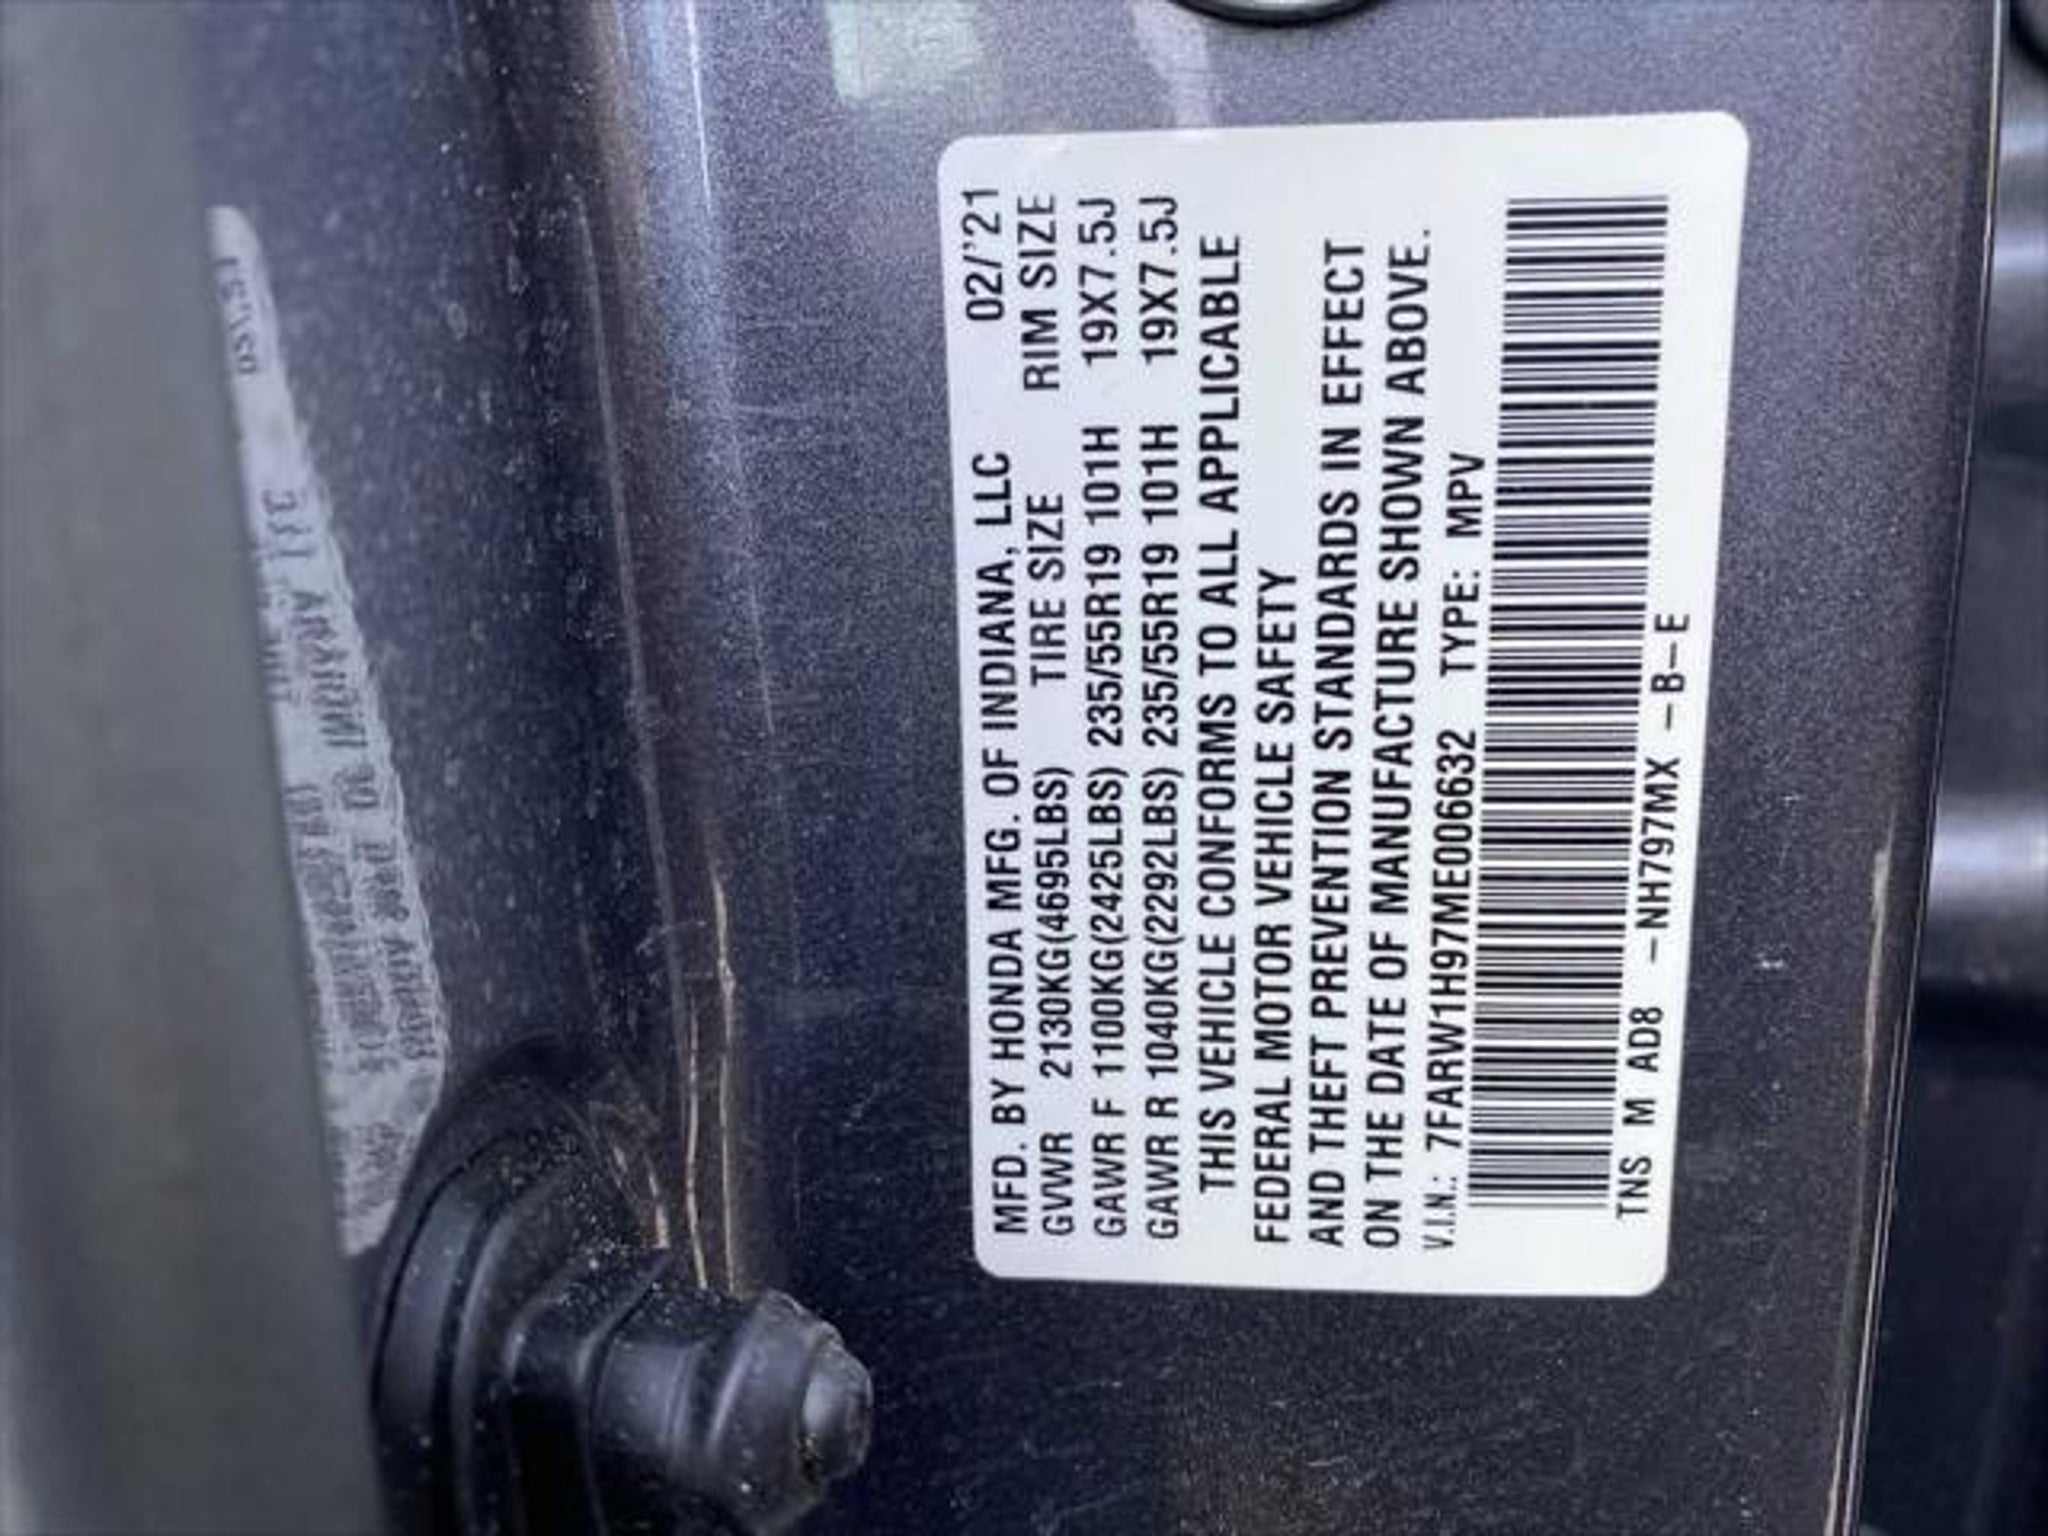 MFD. BY HONDA MFG. OF INDIANA, LLC 02/'21
GVWR 2130KG(4695LBS) TIRE SIZE RIM SIZE
GAWR F 1100KG(2425LBS) 235/55R19 101H 19X7.5J
GAWR R 1040KG(2292LBS) 235/55R19 101H 19X7.5J
THIS VEHICLE CONFORMS TO ALL APPLICABLE
FEDERAL MOTOR VEHICLE SAFETY
AND THEFT PREVENTION STANDARDS IN EFFECT
ON THE DATE OF MANUFACTURE SHOWN ABOVE.
V.I.N.: 7FARW1H97ME006632 TYPE: MPV
TNS M AD8 -NH797MX -B-E